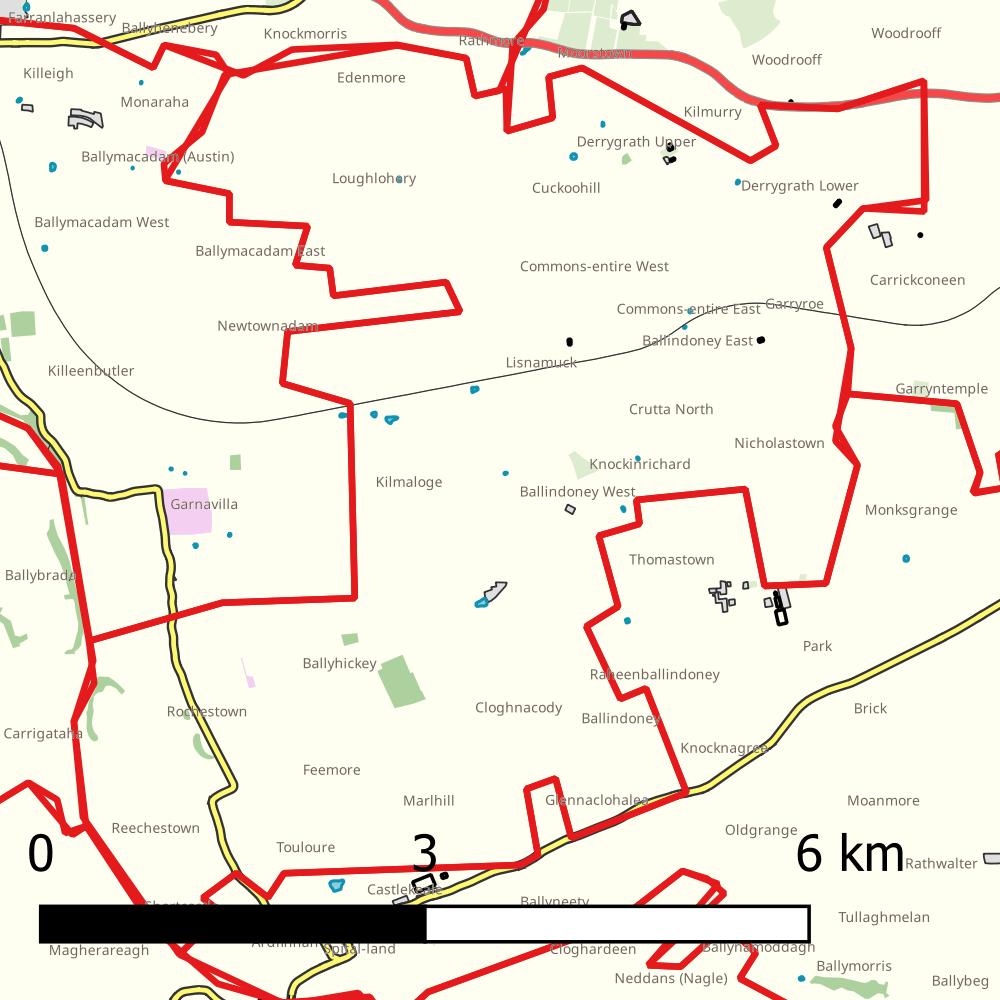 Farranlahassery
Ballyhenebery
Knockmorris
Rathmore
Moorstown
Woodrooff
Woodrooff
Killeigh
Edenmore
Monaraha
Kilmurry
Derrygrath Upper
Ballymacadam (Austin)
Loughlohery
Cuckoohill
Derrygrath Lower
Ballymacadam West
Ballymacadam East
Commons-entire West
Carrickconeen
Commons-entire East
Garryroe
Newtownadam
Ballindoney East
Lisnamuck
Killeenbutler
Garryntemple
Crutta North
Nicholastown
Knockinrichard
Kilmaloge
Ballindoney West
Garnavilla
Monksgrange
Thomastown
Ballybrada
Park
Ballyhickey
Raheenballindoney
Cloghnacody
Rochestown
Ballindoney
Brick
Carrigataha
Knocknagree
Feemore
Marlhill
Glennaclohalea
Moanmore
Reechestown
Oldgrange
Touloure
0 3 6 km
Rathwalter
Castlekeale
Ballyneety
Tullaghmelan
Magherareagh
Spital-land
Cloghardeen
Ballynamoddagh
Ballymorris
Neddans (Nagle)
Ballybeg